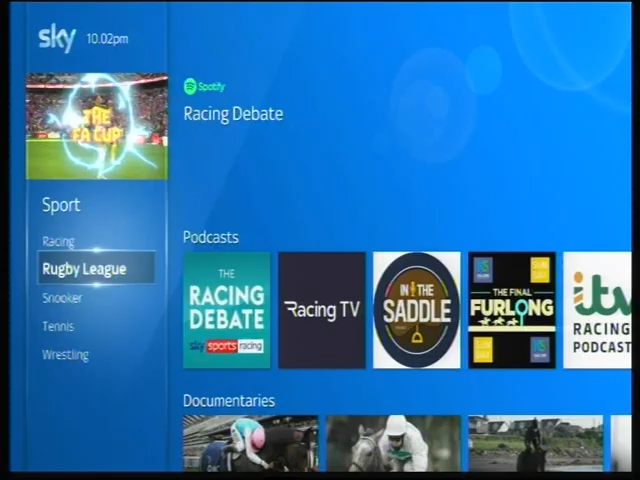 sky 10.02pm
THE
FA CUP
Spotify
Racing Debate
Sport
Racing
Rugby League
Snooker
Tennis
Wrestling
Podcasts
THE
RACING
DEBATE
sky sports racing
Racing TV
IN THE
SADDLE
THE FINAL
FURLONG
itv
RACING
PODCAST
Documentaries